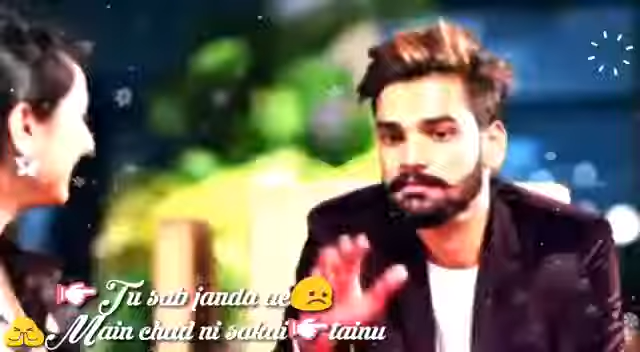 👉 Tu sab janda ae😞
🙏 Main chad ni sakdi 👉 tainu